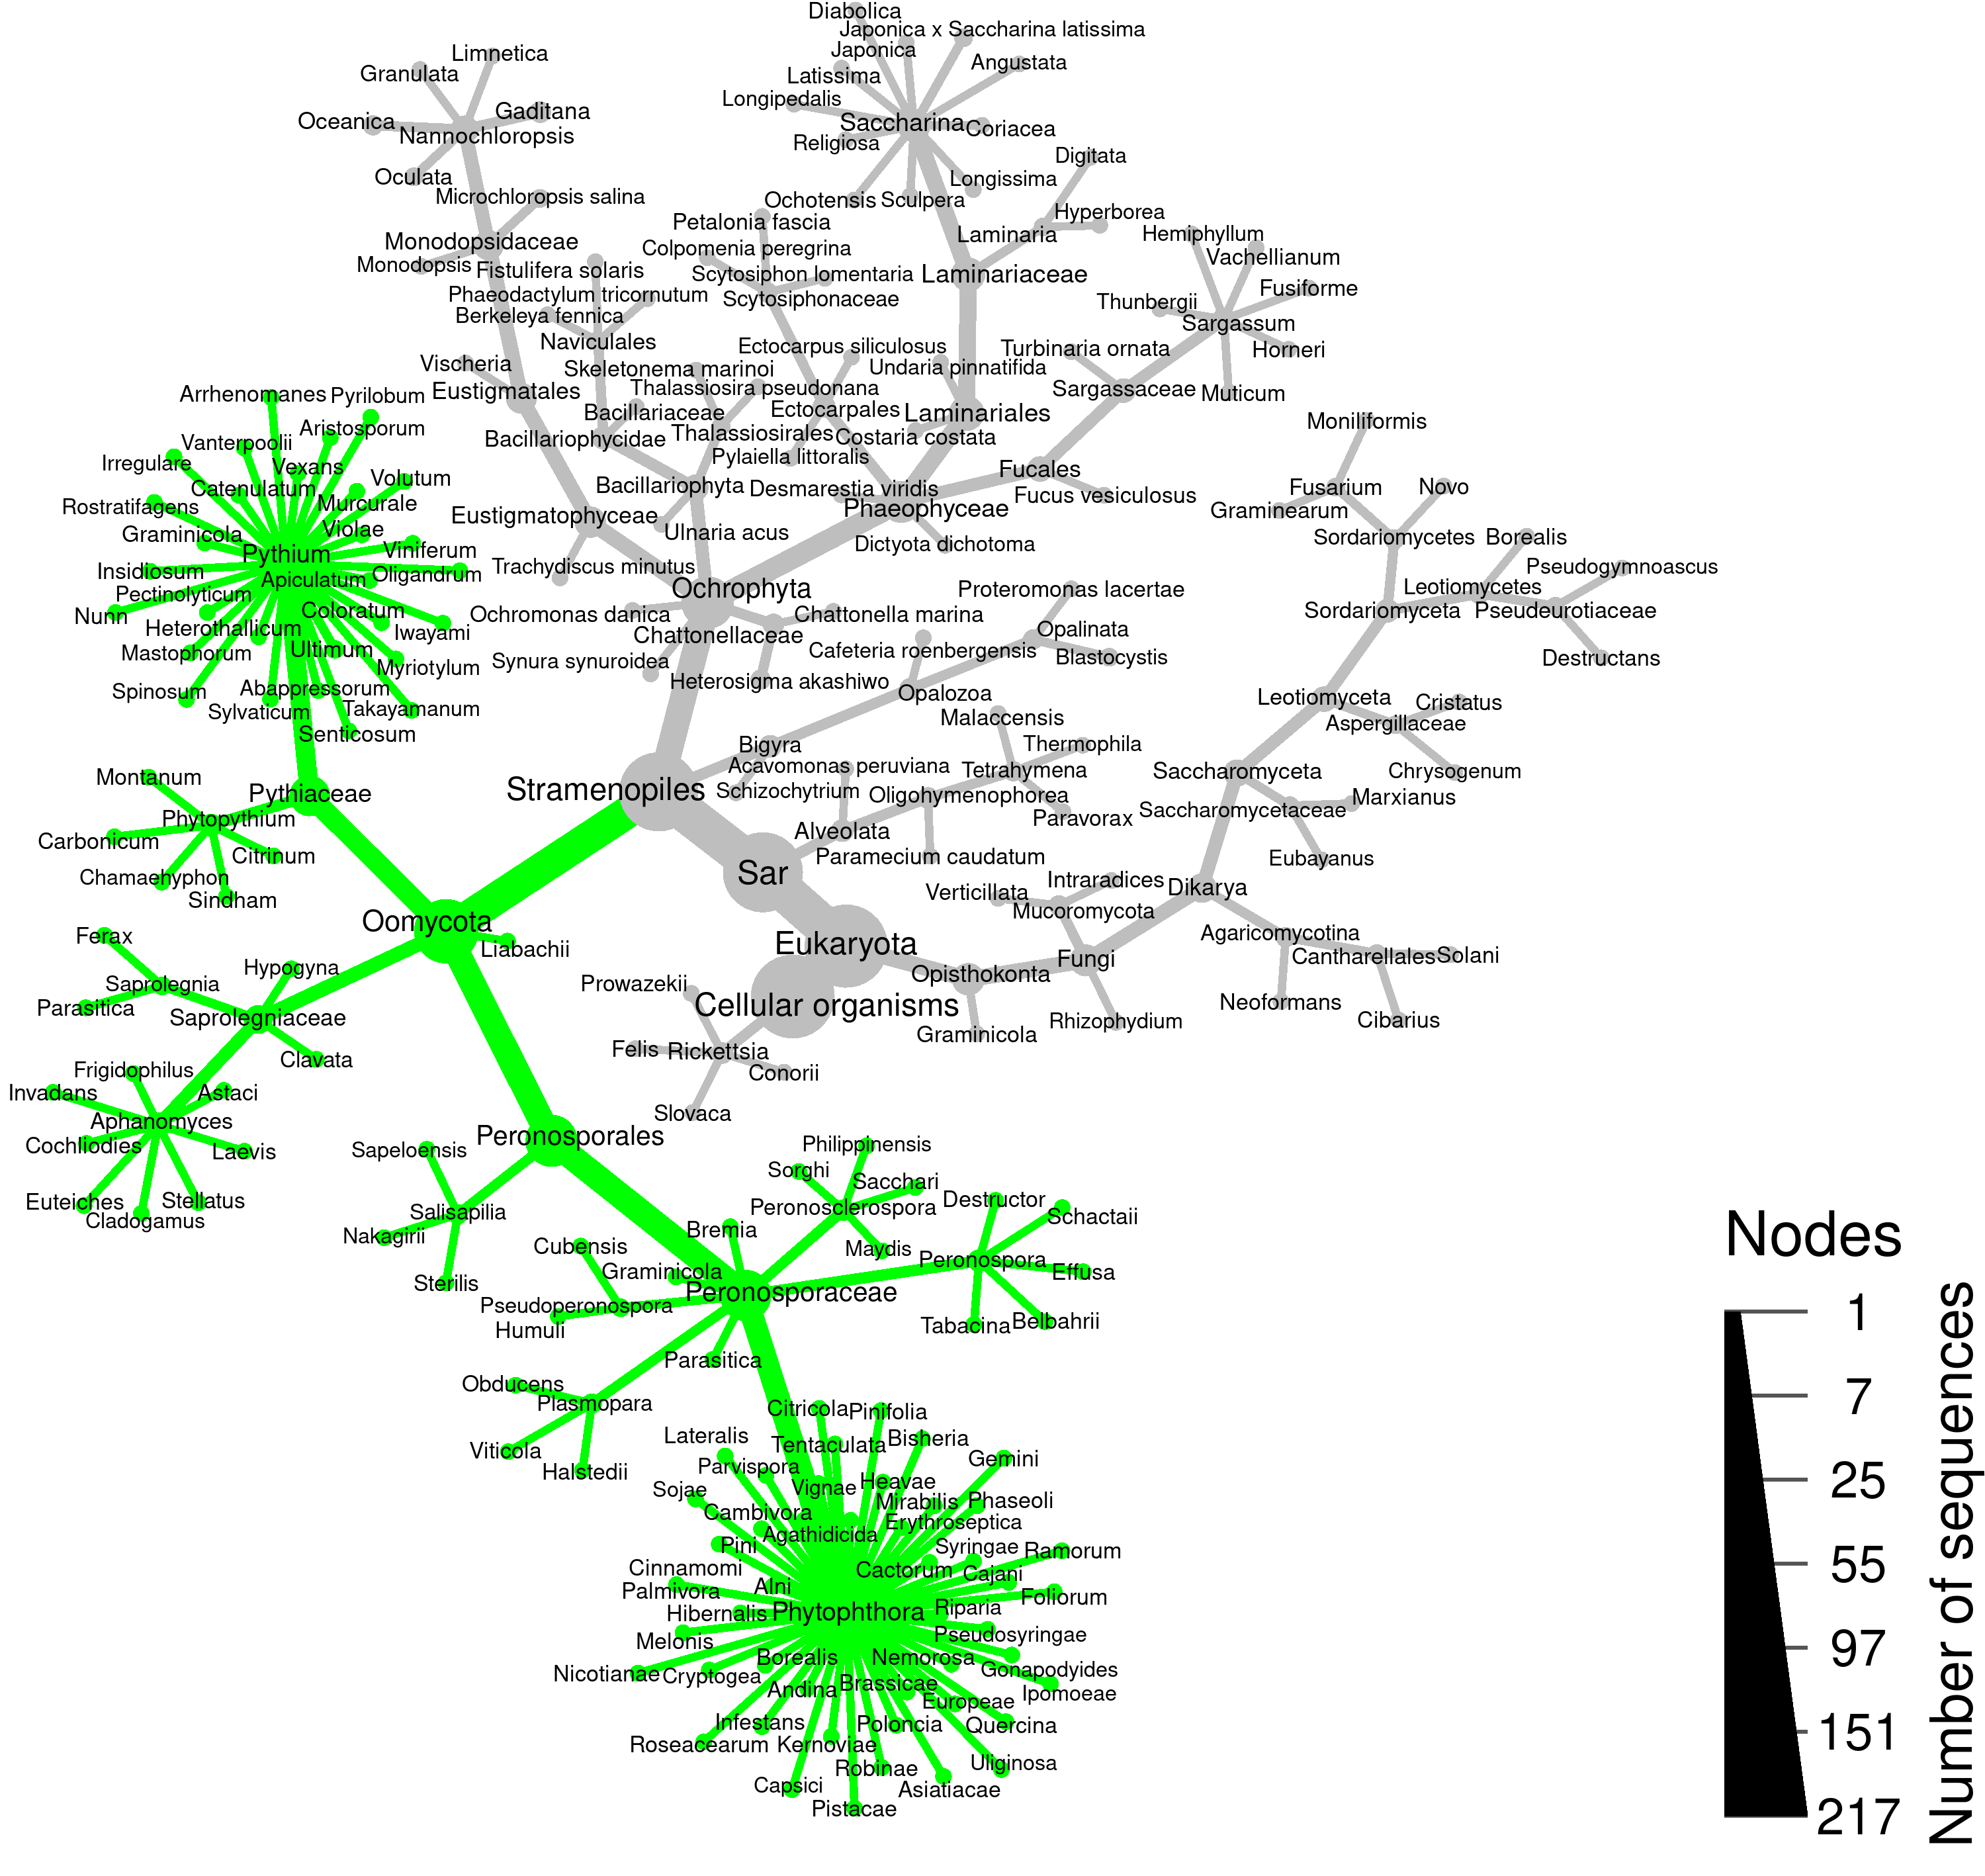 Diabolica
Japonica x Saccharina latissima
Japonica
Limnetica
Angustata
Granulata
Latissima
Longipedalis
Gaditana
Oceanica
Saccharina
Coriacea
Nannochloropsis
Religiosa
Digitata
Oculata
Longissima
Microchloropsis salina
Ochotensis
Sculpera
Hyperborea
Petalonia fascia
Laminaria
Hemiphyllum
Monodopsidaceae
Colpomenia peregrina
Vachellianum
Monodopsis
Fistulifera solaris
Scytosiphon lomentaria
Laminariaceae
Fusiforme
Phaeodactylum tricornutum
Scytosiphonaceae
Thunbergii
Berkeleya fennica
Sargassum
Naviculales
Ectocarpus siliculosus
Turbinaria ornata
Horneri
Vischeria
Skeletonema marinoi
Undaria pinnatifida
Eustigmatales
Thalassiosira pseudonana
Sargassaceae
Muticum
Arrhenomanes
Pyrilobum
Bacillariaceae
Ectocarpales
Laminariales
Moniliformis
Aristosporum
Bacillariophycidae
Thalassiosirales
Costaria costata
Vanterpoolii
Pylaiella littoralis
Irregulare
Vexans
Fucales
Volutum
Bacillariophyta
Desmarestia viridis
Fucus vesiculosus
Fusarium
Novo
Catenulatum
Murcurale
Rostratifagens
Phaeophyceae
Graminearum
Eustigmatophyceae
Violae
Ulnaria acus
Graminicola
Dictyota dichotoma
Sordariomycetes
Borealis
Pythium
Viniferum
Trachydiscus minutus
Pseudogymnoascus
Insidiosum
Apiculatum
Oligandrum
Ochrophyta
Proteromonas lacertae
Leotiomycetes
Pectinolyticum
Coloratum
Ochromonas danica
Chattonella marina
Sordariomyceta
Pseudeurotiaceae
Nunn
Heterothallicum
Iwayami
Chattonellaceae
Opalinata
Mastophorum
Ultimum
Cafeteria roenbergensis
Blastocystis
Destructans
Myriotylum
Synura synuroidea
Heterosigma akashiwo
Spinosum
Abappressorum
Opalozoa
Leotiomyceta
Cristatus
Sylvaticum
Takayamanum
Malaccensis
Aspergillaceae
Senticosum
Bigyra
Thermophila
Acavomonas peruviana
Tetrahymena
Saccharomyceta
Chrysogenum
Montanum
Pythiaceae
Stramenopiles
Schizochytrium
Oligohymenophorea
Marxianus
Phytopythium
Paravorax
Saccharomycetaceae
Carbonicum
Alveolata
Citrinum
Paramecium caudatum
Eubayanus
Chamaehyphon
Sar
Intraradices
Dikarya
Sindham
Verticillata
Mucoromycota
Oomycota
Ferax
Liabachii
Eukaryota
Agaricomycotina
Cantharellales
Solani
Hypogyna
Fungi
Saprolegnia
Prowazekii
Opisthokonta
Parasitica
Cellular organisms
Neoformans
Saprolegniaceae
Graminicola
Rhizophydium
Cibarius
Clavata
Felis
Rickettsia
Frigidophilus
Conorii
Invadans
Astaci
Slovaca
Aphanomyces
Cochliodies
Laevis
Peronosporales
Sapeloensis
Philippinensis
Sorghi
Sacchari
Euteiches
Stellatus
Peronosclerospora
Destructor
Cladogamus
Salisapilia
Schactaii
Nakagirii
Bremia
Nodes
Cubensis
Maydis
Peronospora
Graminicola
Effusa
Sterilis
Peronosporaceae
Pseudoperonospora
Tabacina
Belbahrii
Humuli
Parasitica
Obducens
Plasmopara
Citricola
Pinifolia
Lateralis
Tentaculata
Bisheria
Viticola
Gemini
Halstedii
Parvispora
Heavae
Sojae
Vignae
Mirabilis
Phaseoli
Cambivora
Erythroseptica
Agathidicida
Pini
Syringae
Ramorum
Cinnamomi
Cactorum
Cajani
Palmivora
Alni
Foliorum
Hibernalis
Phytophthora
Riparia
Melonis
Pseudosyringae
Borealis
Nemorosa
Nicotianae
Cryptogea
Gonapodyides
Andina
Brassicae
Ipomoeae
Europeae
Infestans
Poloncia
Quercina
Roseacearum
Kernoviae
Robinae
Uliginosa
Capsici
Asiatiacae
Pistacae
1
7
25
55
97
151
217
Number of sequences